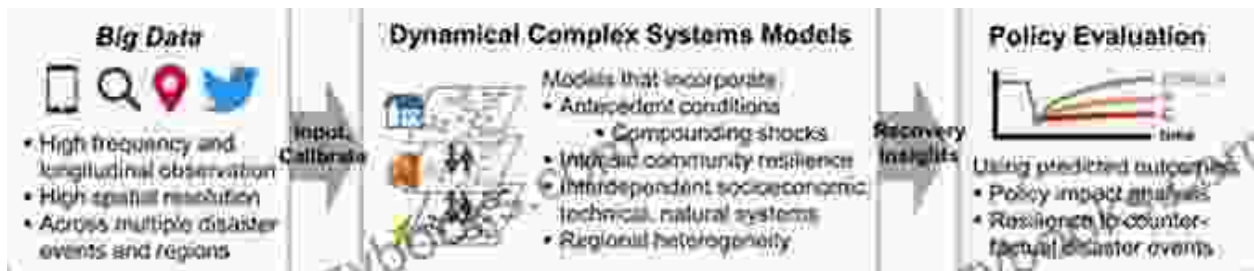 Big Data
• High frequency and
longitudinal observation
• High spatial resolution
• Across multiple disaster
events and regions
Input,
Calibrate
Dynamical Complex Systems Models
Models that incorporate:
• Antecedent conditions
• Compounding shocks
• Intrinsic community resilience
• Interdependent socioeconomic,
technical, natural systems
• Regional heterogeneity
Recovery
Insights
Policy Evaluation
time
Using predicted outcomes
• Policy impact analysis
• Resilience to counter-
factual disaster events